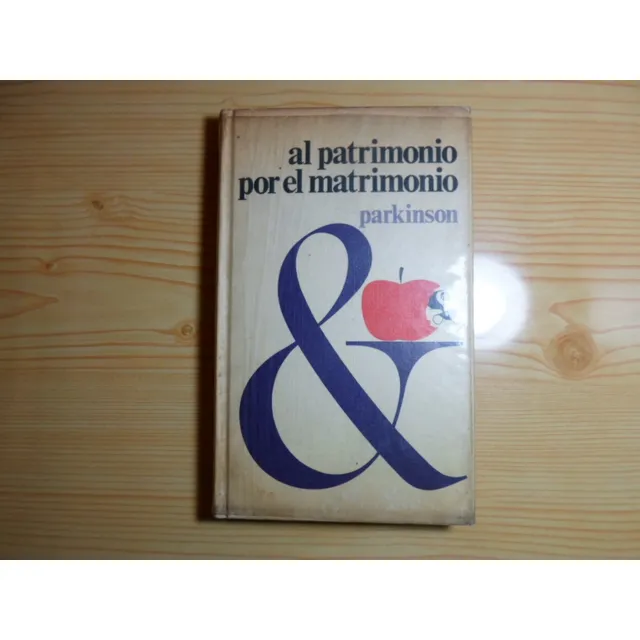 al patrimonio
por el matrimonio
parkinson
&